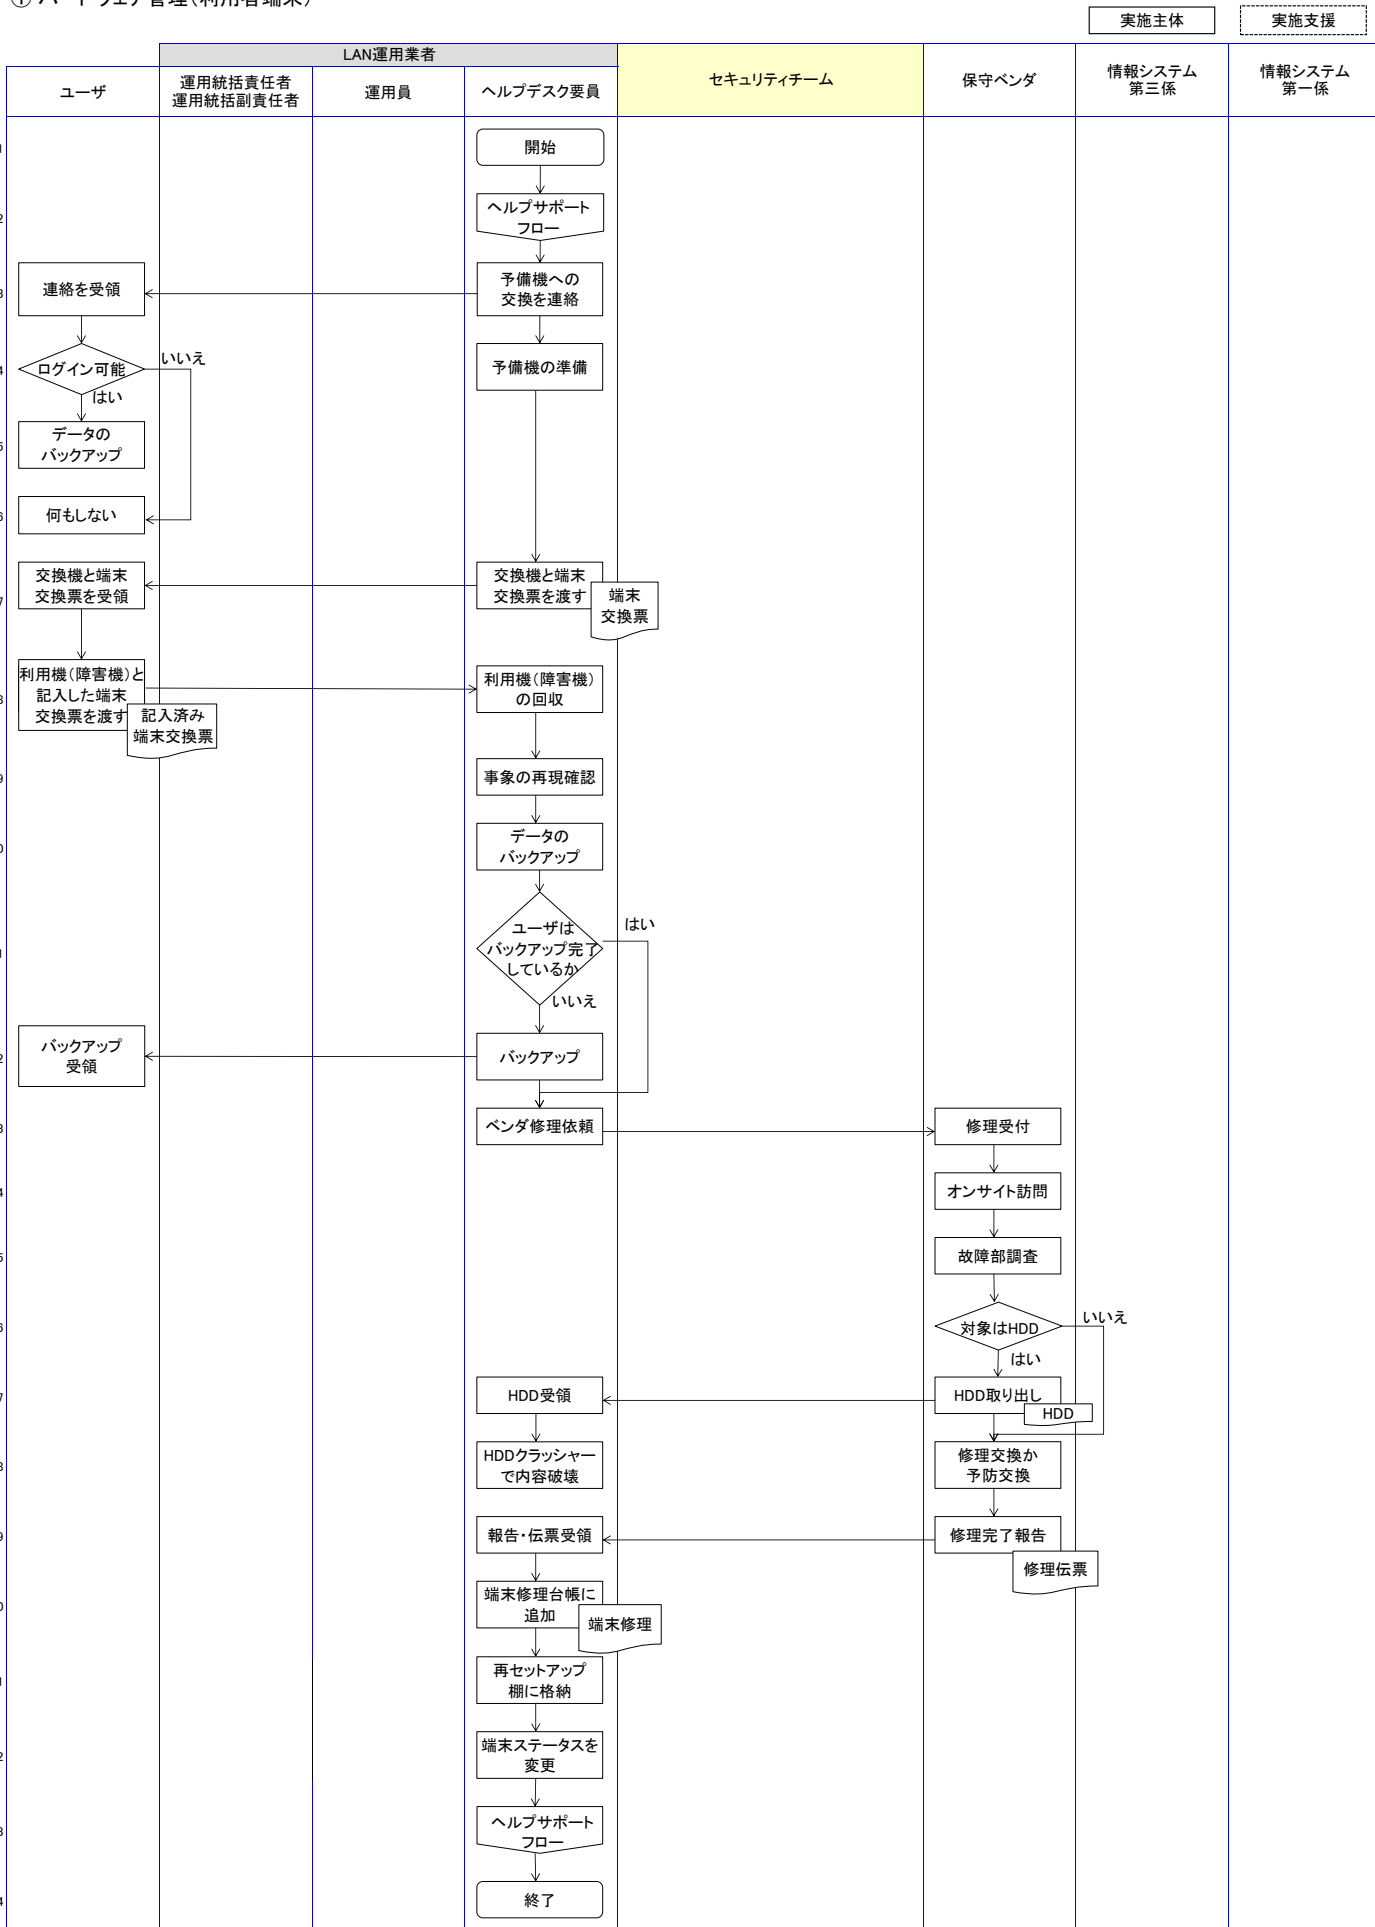 ① ハードウェア管理(利用者端末)
実施主体
実施支援
LAN運用業者
ユーザ
運用統括責任者
運用統括副責任者
運用員
ヘルプデスク要員
セキュリティチーム
保守ベンダ
情報システム
第三係
情報システム
第一係
開始
ヘルプサポート
フロー
連絡を受領
予備機への
交換を連絡
ログイン可能
いいえ
はい
予備機の準備
データの
バックアップ
何もしない
交換機と端末
交換票を受領
交換機と端末
交換票を渡す
端末
交換票
利用機(障害機)と
記入した端末
交換票を渡す
記入済み
端末交換票
利用機(障害機)
の回収
事象の再現確認
データの
バックアップ
ユーザは
バックアップ完了
しているか
はい
いいえ
バックアップ
受領
バックアップ
ベンダ修理依頼
修理受付
オンサイト訪問
故障部調査
対象はHDD
いいえ
はい
HDD受領
HDD取り出し
HDD
HDDクラッシャー
で内容破壊
修理交換か
予防交換
報告・伝票受領
修理完了報告
修理伝票
端末修理台帳に
追加
端末修理
再セットアップ
棚に格納
端末ステータスを
変更
ヘルプサポート
フロー
終了